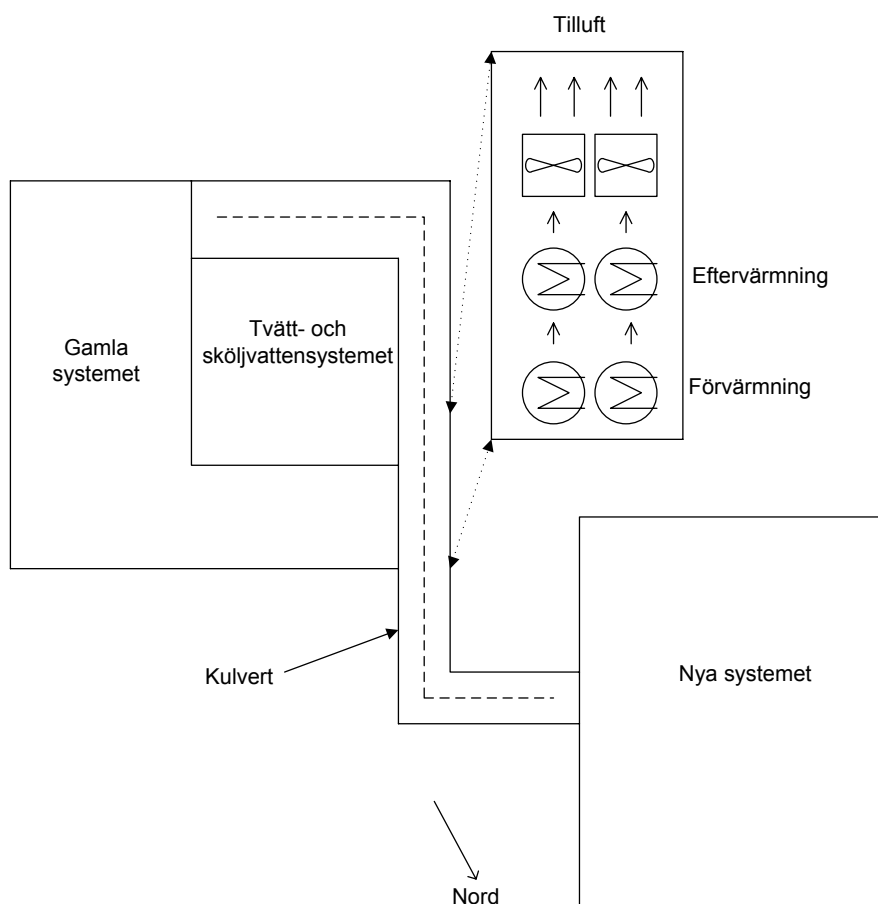 Tilluft
Eftervärmning
Förvärmning
Gamla
systemet
Tvätt- och
sköljvattensystemet
Kulvert
Nya systemet
Nord